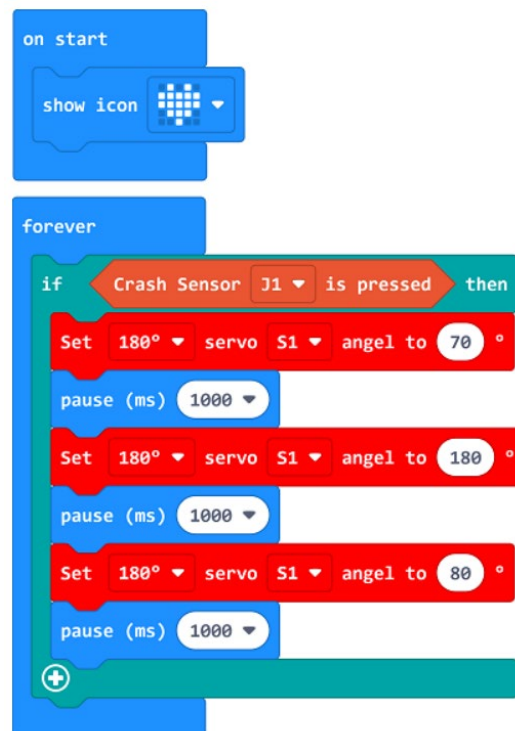 on start
show icon
forever
if Crash Sensor J1 is pressed then
Set 180° servo S1 angel to 70 °
pause (ms) 1000
Set 180° servo S1 angel to 180 °
pause (ms) 1000
Set 180° servo S1 angel to 80 °
pause (ms) 1000